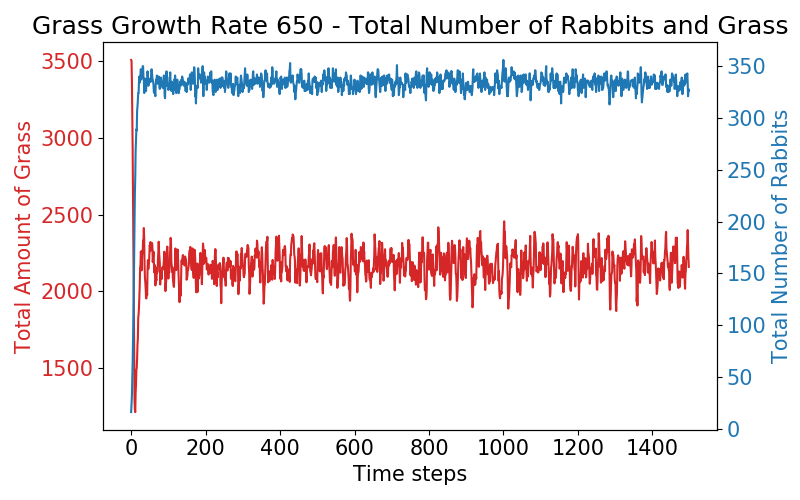 Grass Growth Rate 650 - Total Number of Rabbits and Grass
Total Amount of Grass
3500
3000
2500
2000
1500
350
300
250
200
150
100
50
0
Total Number of Rabbits
0 200 400 600 800 1000 1200 1400
Time steps